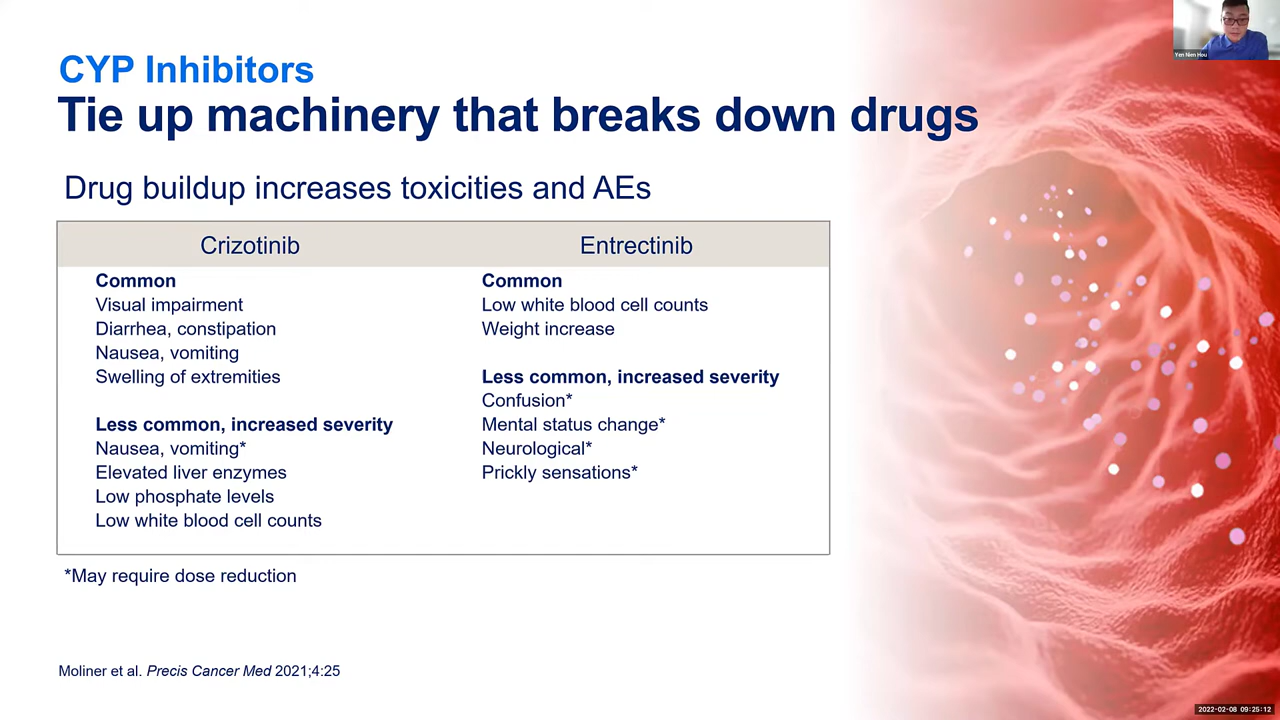 CYP Inhibitors
Tie up machinery that breaks down drugs
Drug buildup increases toxicities and AEs
Crizotinib
Common
Visual impairment
Diarrhea, constipation
Nausea, vomiting
Swelling of extremities
Less common, increased severity
Nausea, vomiting*
Elevated liver enzymes
Low phosphate levels
Low white blood cell counts
Entrectinib
Common
Low white blood cell counts
Weight increase
Less common, increased severity
Confusion*
Mental status change*
Neurological*
Prickly sensations*
*May require dose reduction
Moliner et al. Precis Cancer Med 2021;4:25
Yen Nien Hou
2022-02-08 09:25:12